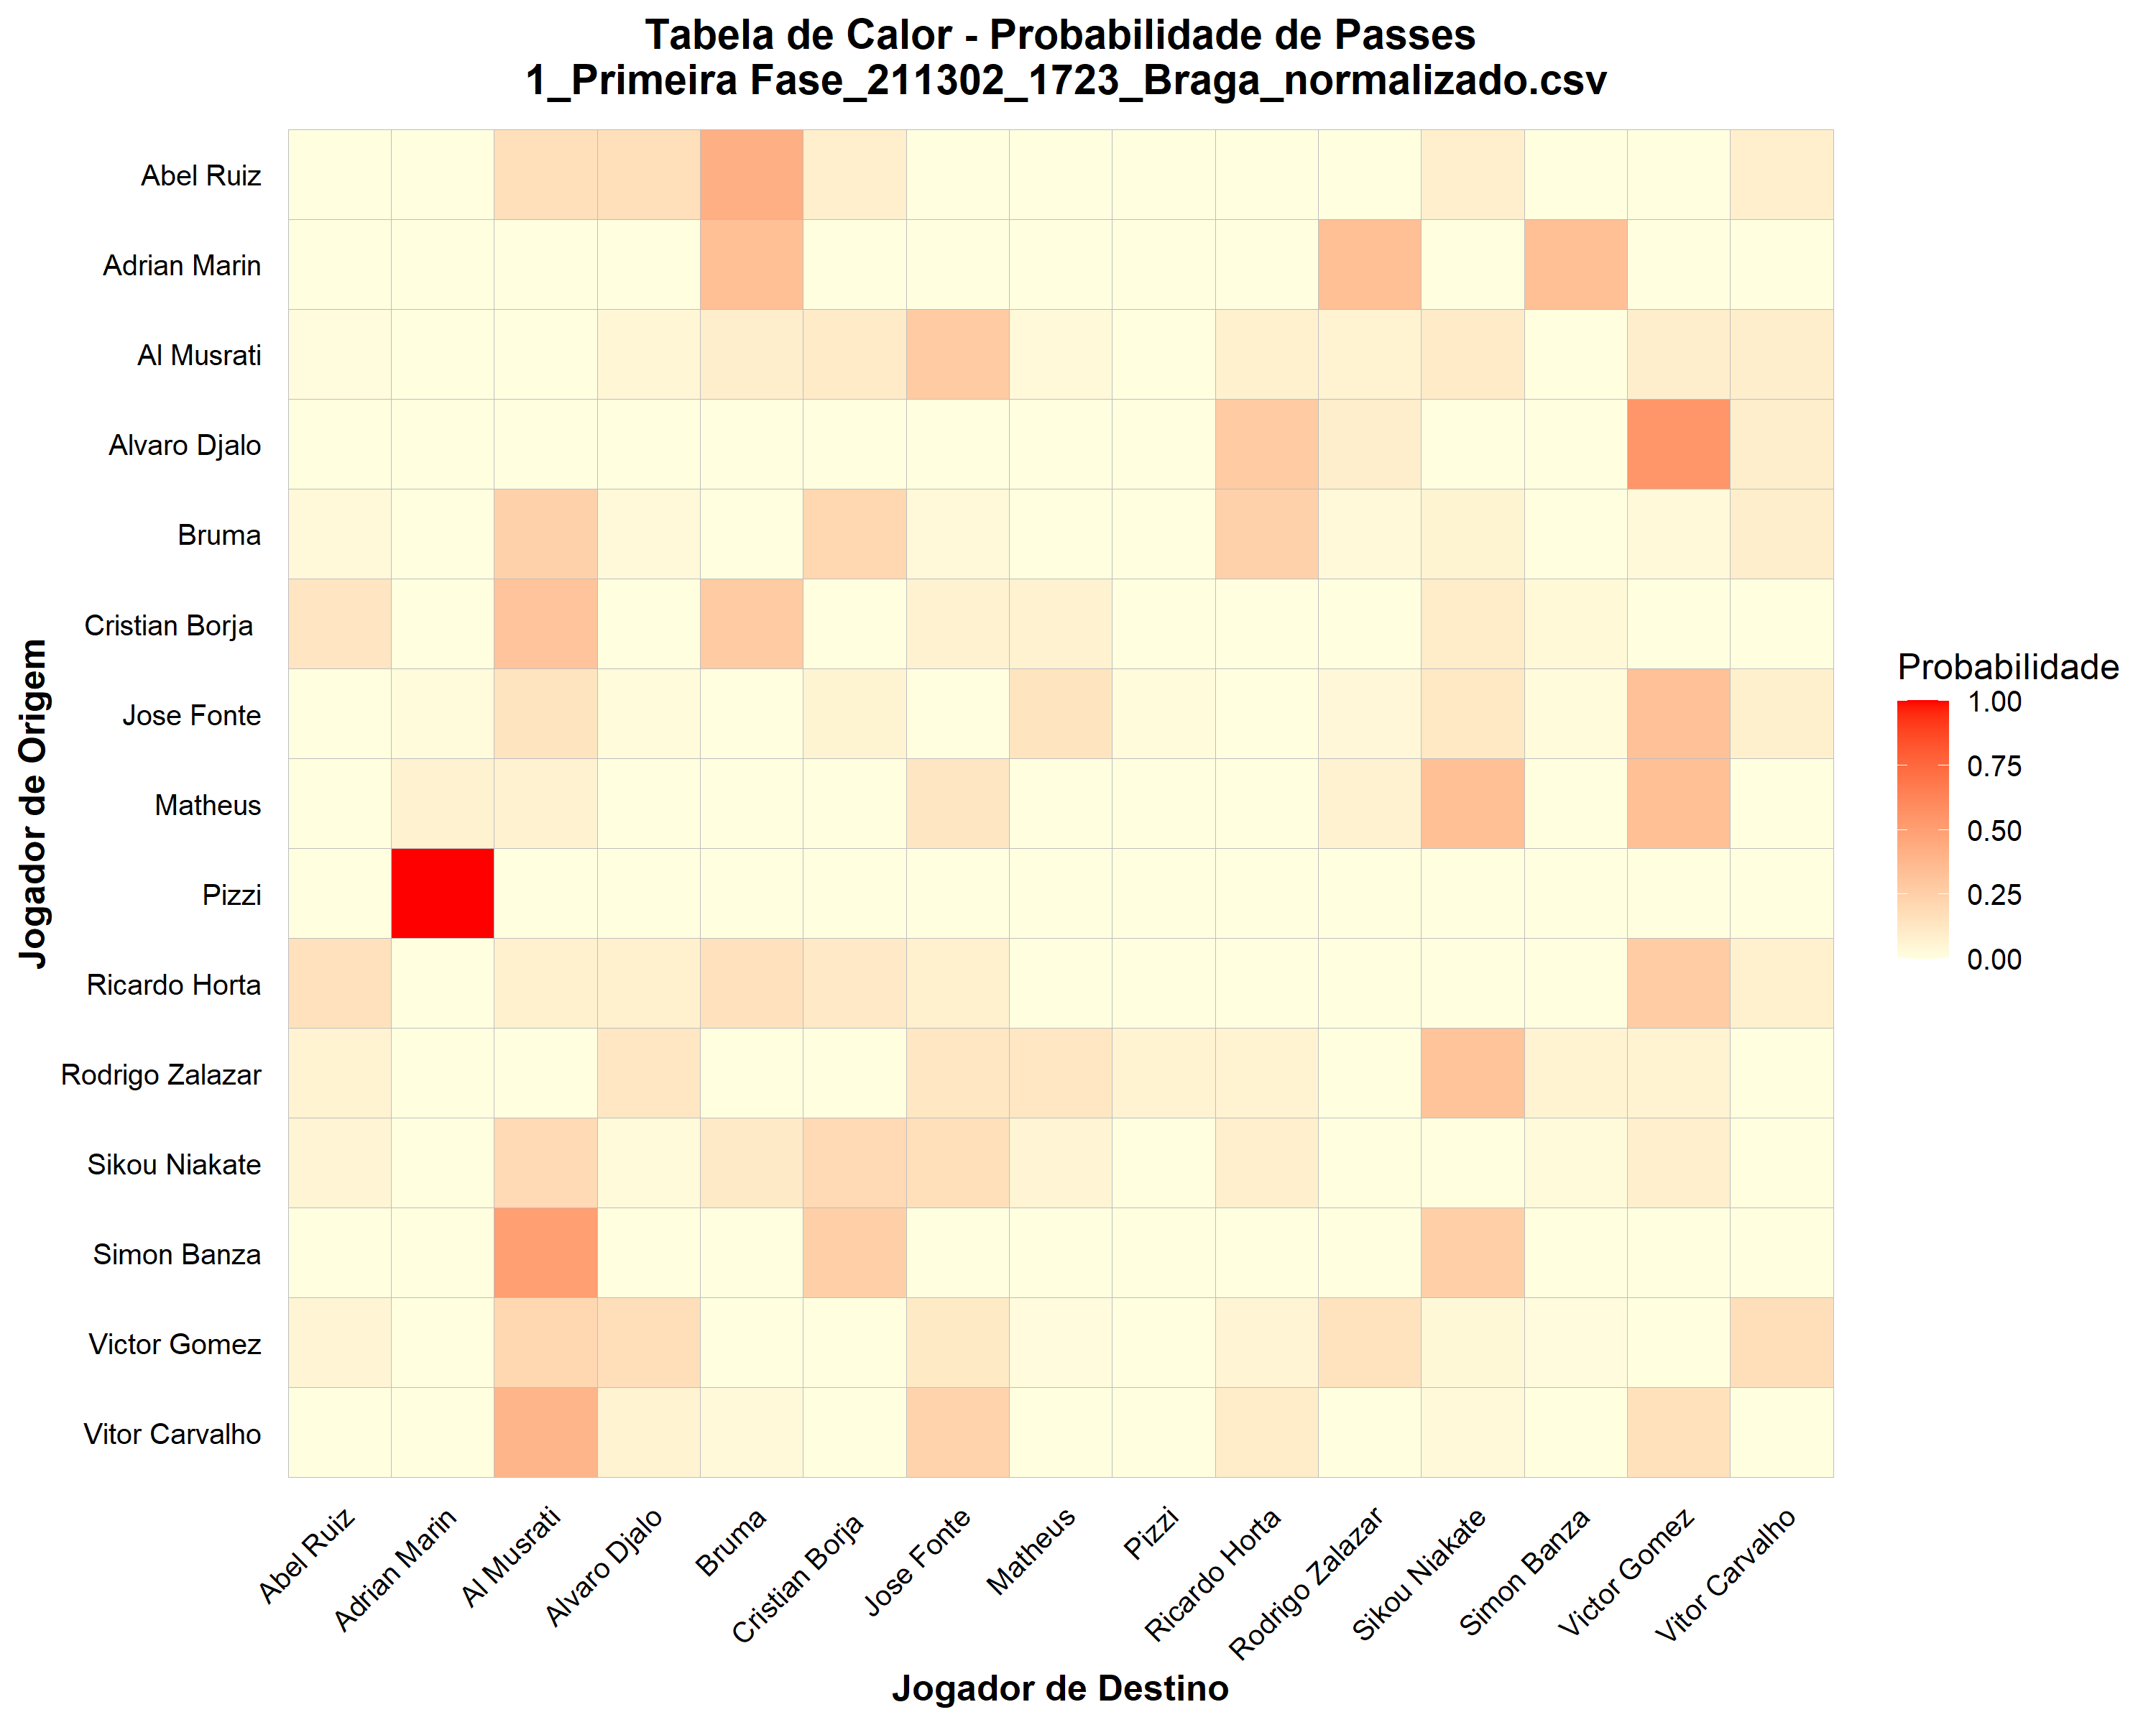 Tabela de Calor - Probabilidade de Passes
1_Primeira Fase_211302_1723_Braga_normalizado.csv
Jogador de Origem
Abel Ruiz
Adrian Marin
Al Musrati
Alvaro Djalo
Bruma
Cristian Borja
Jose Fonte
Matheus
Pizzi
Ricardo Horta
Rodrigo Zalazar
Sikou Niakate
Simon Banza
Victor Gomez
Vitor Carvalho
Probabilidade
1.00
0.75
0.50
0.25
0.00
Abel Ruiz
Adrian Marin
Al Musrati
Alvaro Djalo
Bruma
Cristian Borja
Jose Fonte
Matheus
Pizzi
Ricardo Horta
Rodrigo Zalazar
Sikou Niakate
Simon Banza
Victor Gomez
Vitor Carvalho
Jogador de Destino